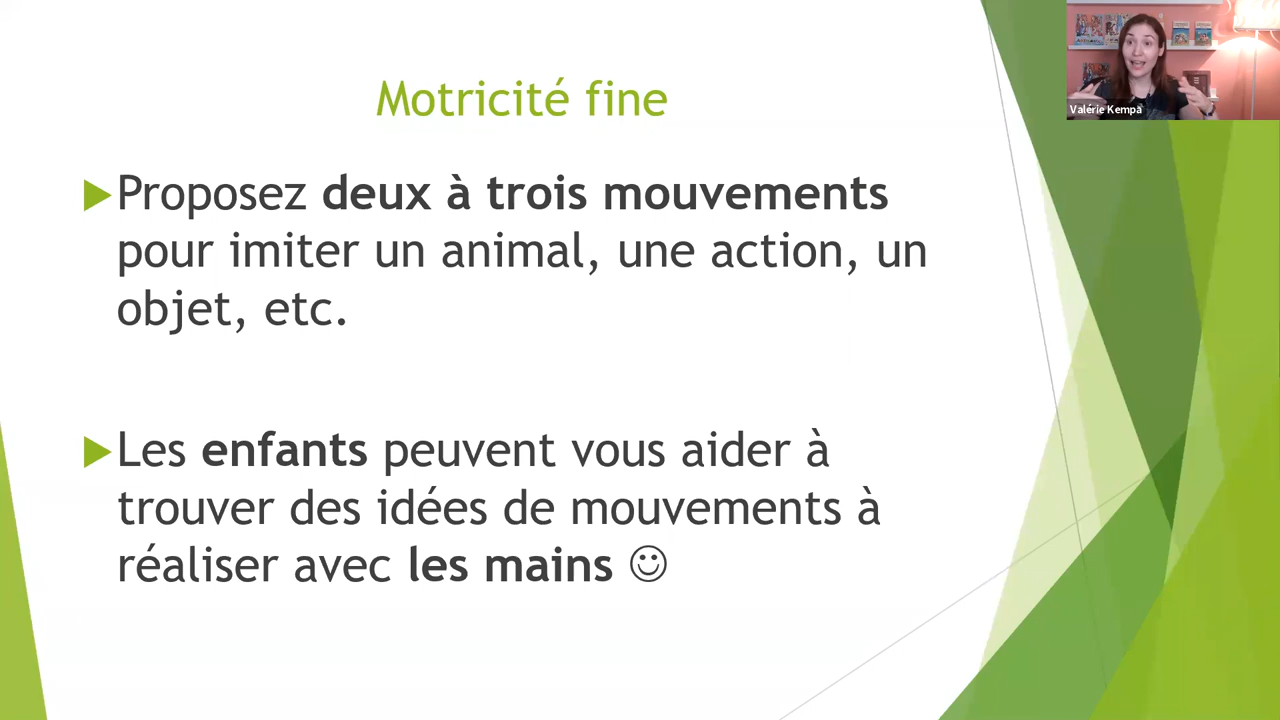 Motricité fine
Proposez deux à trois mouvements
pour imiter un animal, une action, un
objet, etc.
Les enfants peuvent vous aider à
trouver des idées de mouvements à
réaliser avec les mains ☺
Valérie Kempa